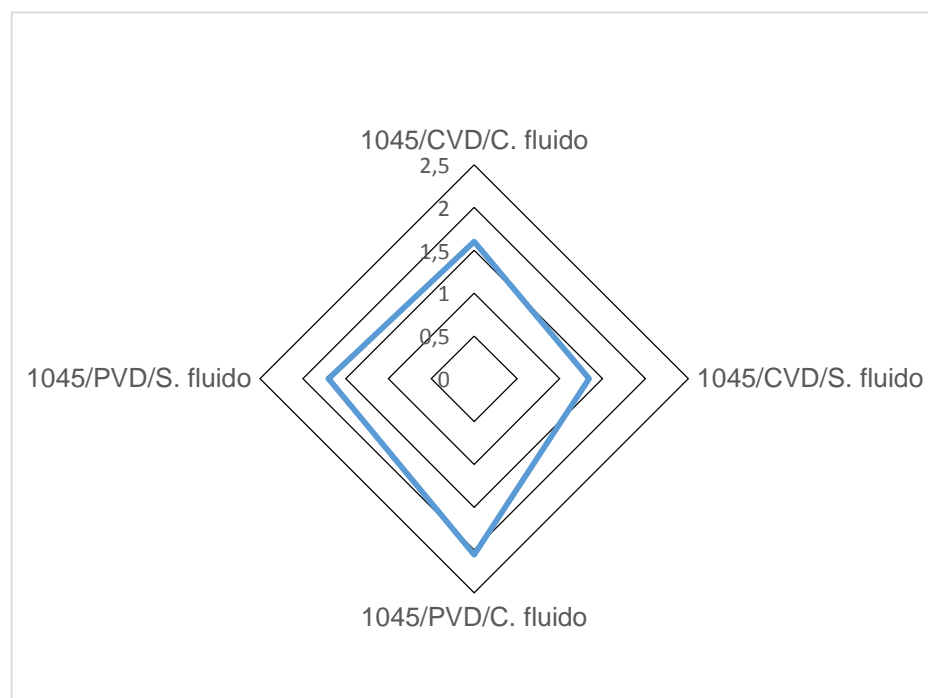 1045/CVD/C. fluido
2,5
2
1,5
1
0,5
0
1045/PVD/S. fluido
1045/CVD/S. fluido
1045/PVD/C. fluido